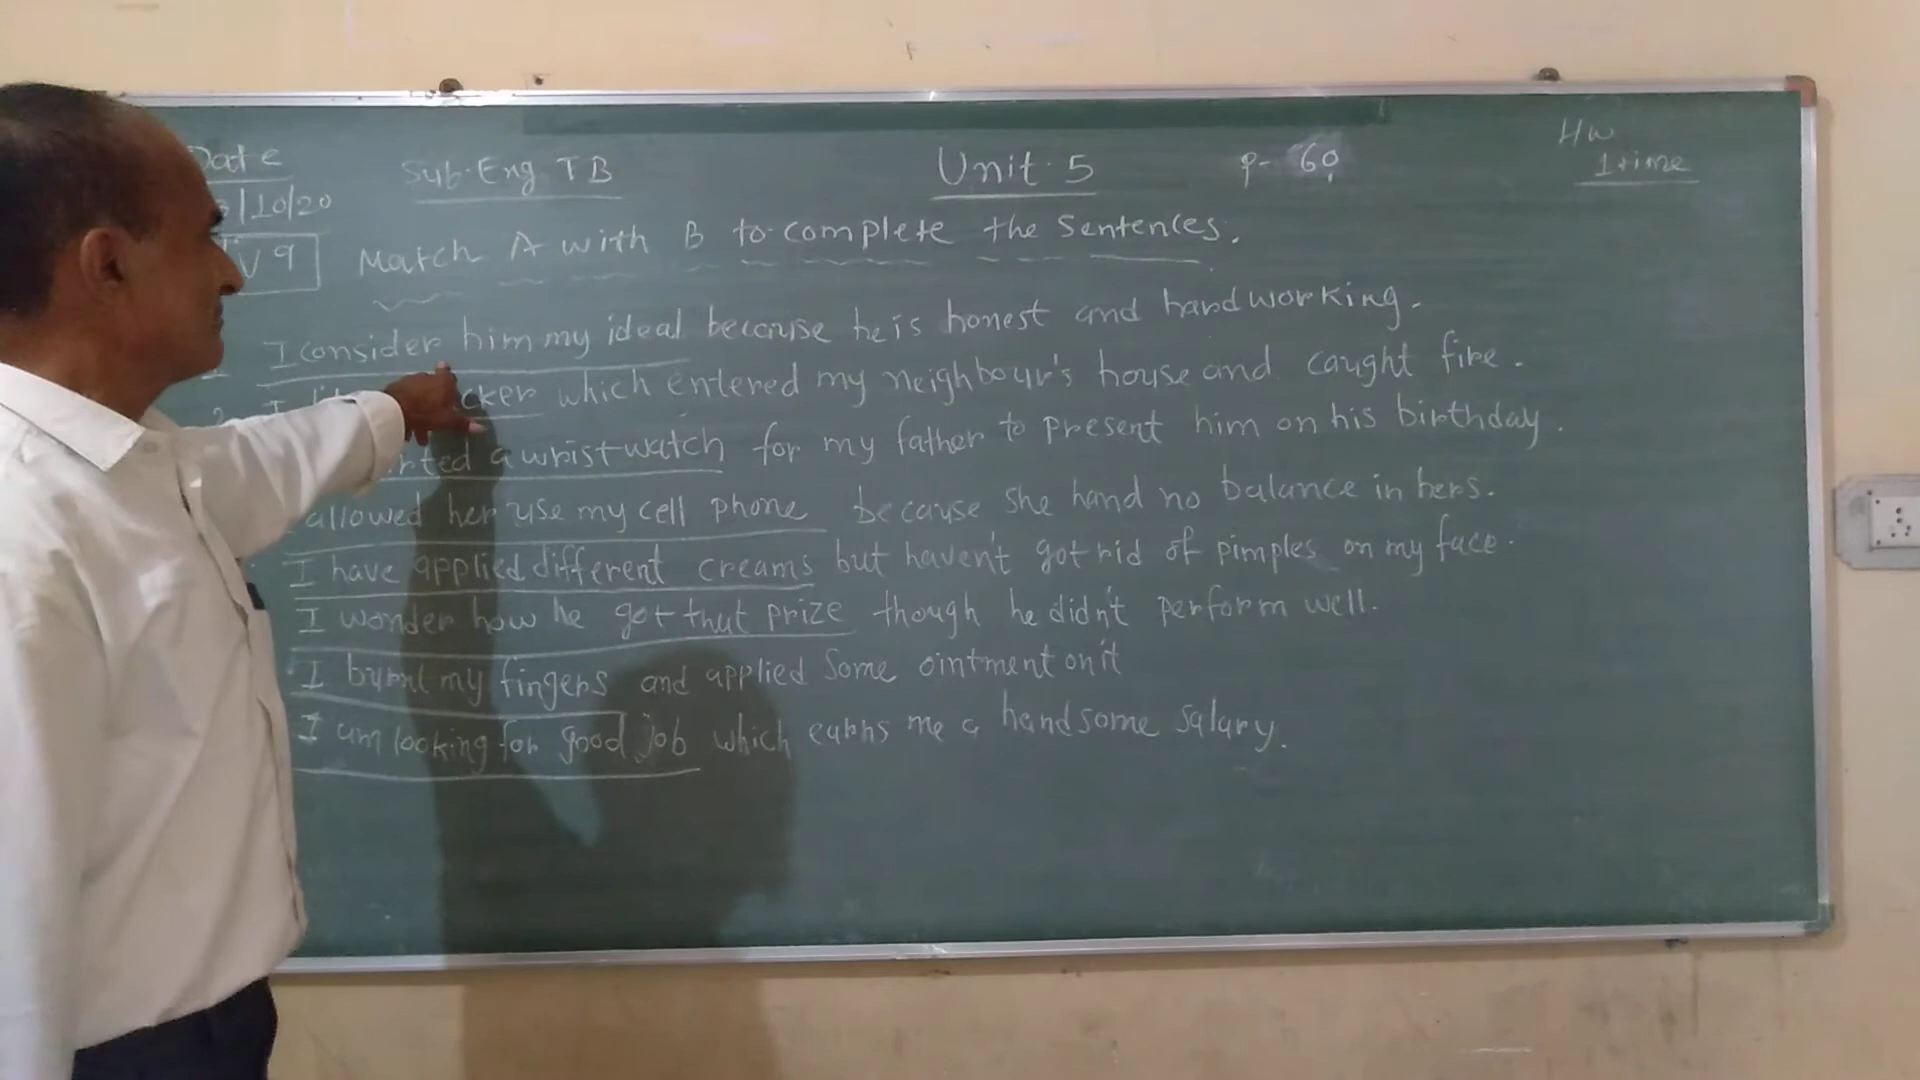 Date Sub-Eng TB Unit-5 P- 60 HW
/10/20 1 time
9 Match A with B to complete the Sentences.
I consider him my ideal because he is honest and hardworking.
2 I which entered my neighbour's house and caught fire.
a wrist watch for my father to present him on his birthday.
allowed her use my cell phone because she hand no balance in hers.
I have applied different creams but haven't got rid of pimples on my face.
I wonder how he got that prize though he didn't perform well.
I burnt my fingers and applied some ointment on it
I am looking for good job which earns me a handsome salary.